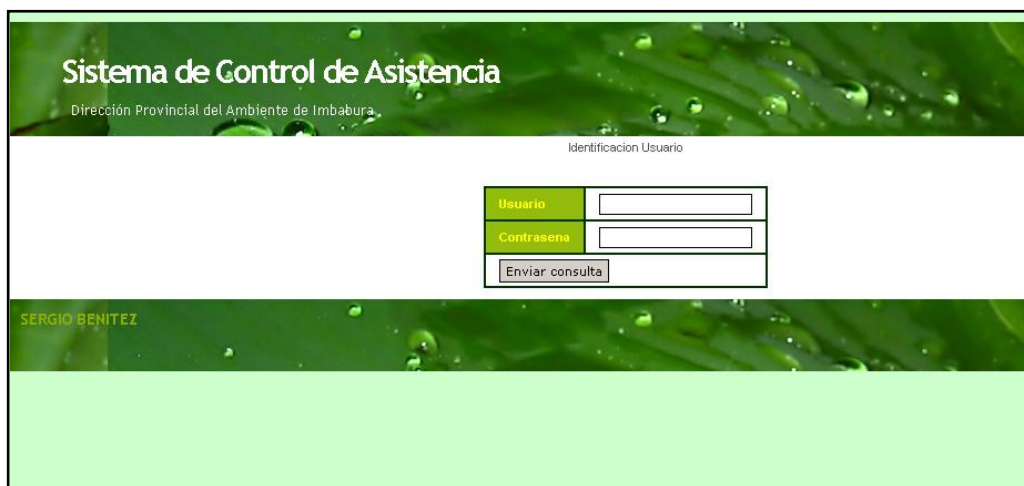 Sistema de Control de Asistencia
Dirección Provincial del Ambiente de Imbabura
Identificacion Usuario
Usuario
Contrasena
Enviar consulta
SERGIO BENITEZ